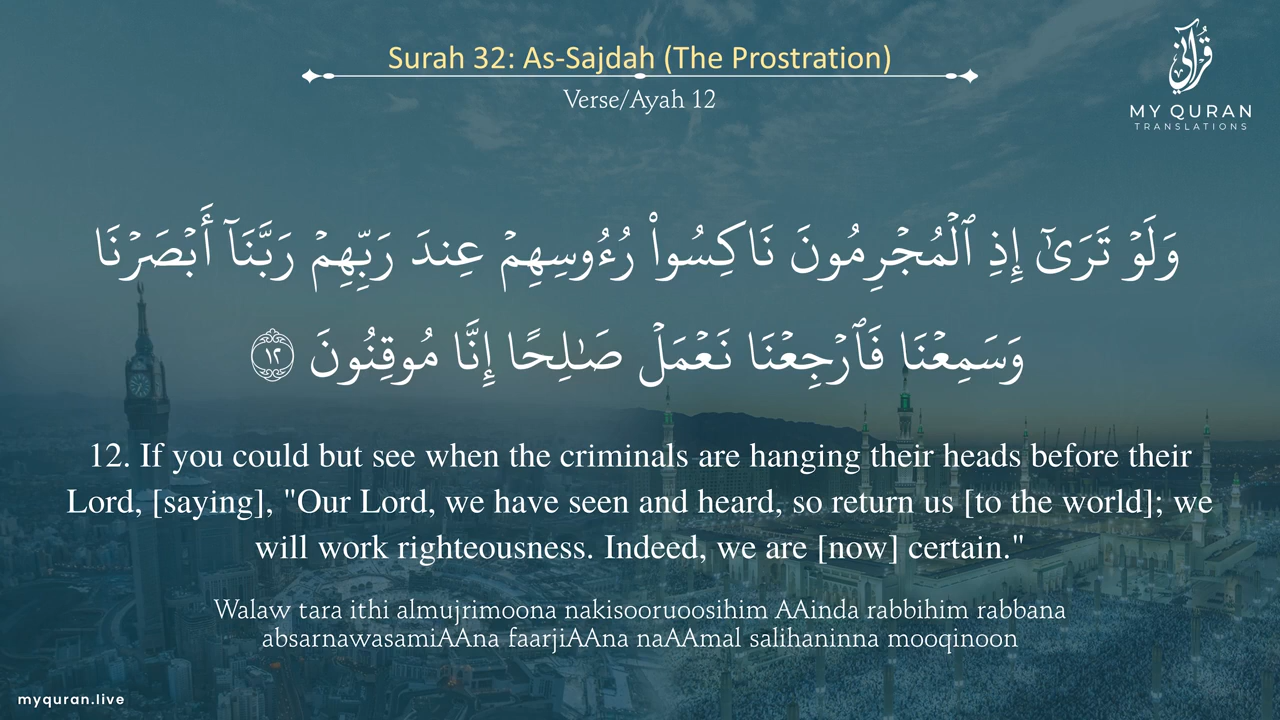 Surah 32: As-Sajdah (The Prostration)
Verse/Ayah 12
قُرْآنِي
MY QURAN
TRANSLATIONS
وَلَوْ تَرَىٰٓ إِذِ ٱلْمُجْرِمُونَ نَاكِسُوا۟ رُءُوسِهِمْ عِندَ رَبِّهِمْ رَبَّنَآ أَبْصَرْنَا
وَسَمِعْنَا فَٱرْجِعْنَا نَعْمَلْ صَـٰلِحًا إِنَّا مُوقِنُونَ ١٢
12. If you could but see when the criminals are hanging their heads before their
Lord, [saying], "Our Lord, we have seen and heard, so return us [to the world]; we
will work righteousness. Indeed, we are [now] certain."
Walaw tara ithi almujrimoona nakisooruoosihim AAinda rabbihim rabbana
absarnawasamiAAna faarjiAAna naAAmal salihaninna mooqinoon
myquran.live